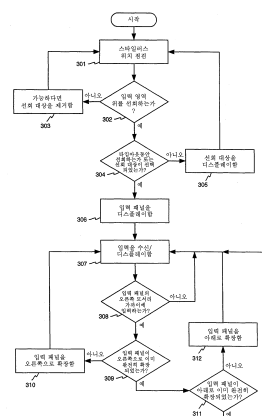 시작
스타일러스
위치 판원
301
입력 영역
위를 선회하는가
?
302
아니오
가능하다면
선회 대상을 제거함
303
예
타임아웃동안
선회하는가 또는
선회 대상이 선택
되었는가?
304
아니오
선회 대상을
디스플레이함
305
예
입력 패널을
디스플레이함
306
입력을 수신/
디스플레이함
307
입력 패널의
오른쪽 모서리
가까이에
입력하는가?
308
아니오
예
입력 패널이
오른쪽으로 이미
완전히 확장
되었는가?
309
아니오
입력 패널을
오른쪽으로 확장함
310
예
입력 패널을
아래로 확장함
312
입력 패널이
아래로 이미 완전히
확장되었는가?
311
예